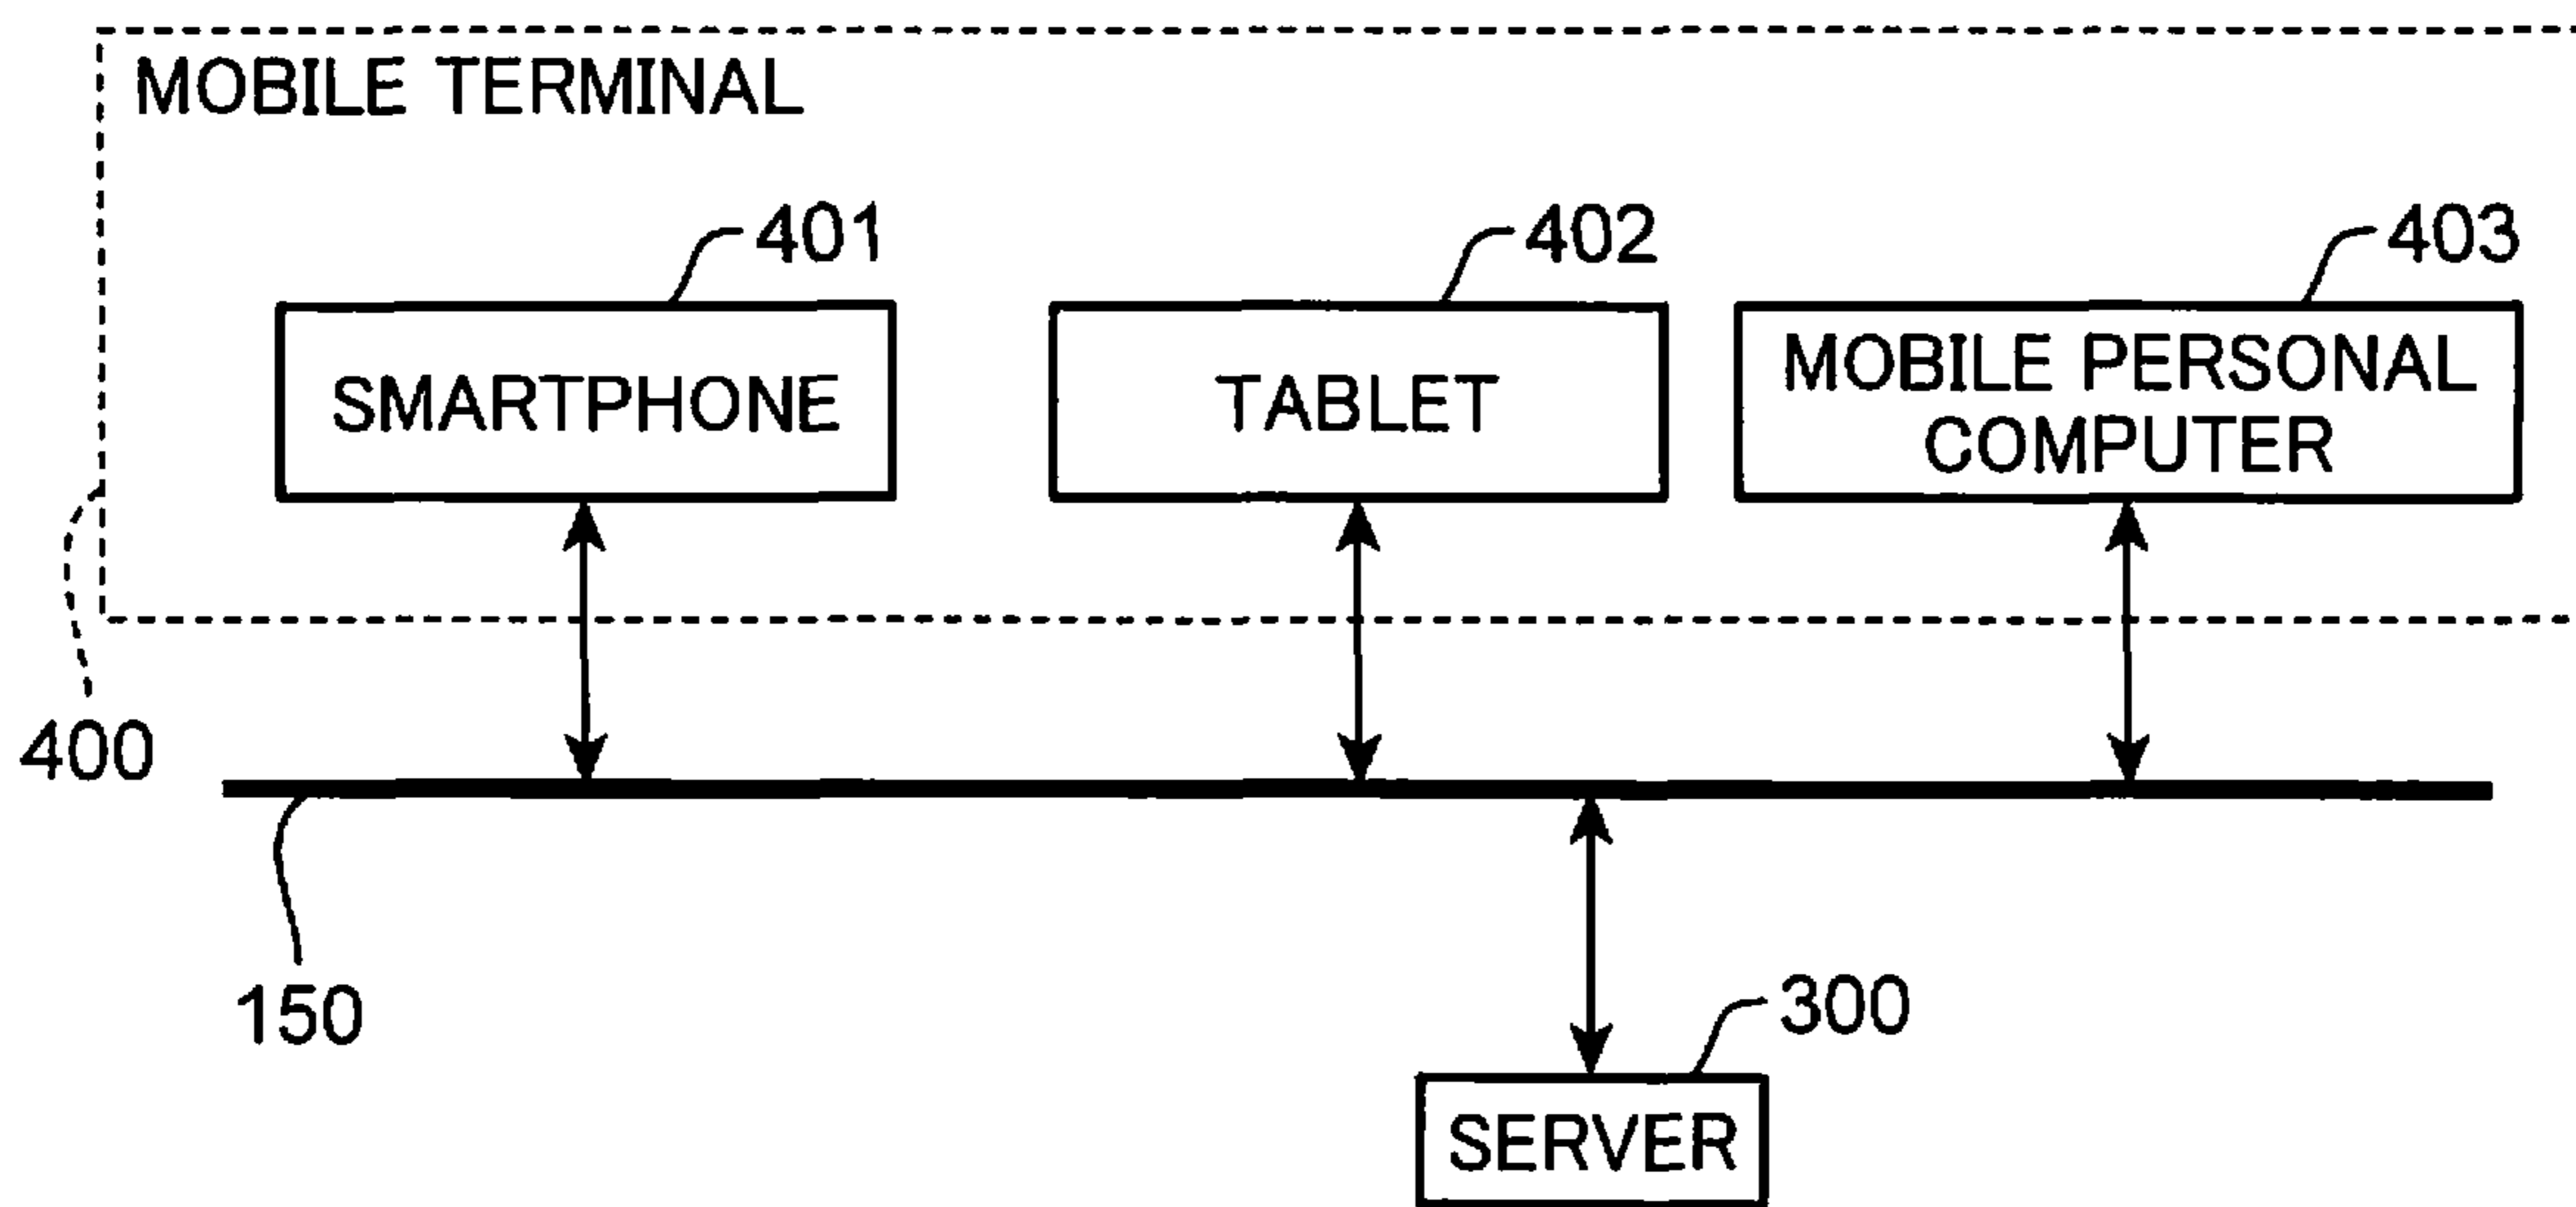 MOBILE TERMINAL
401
402
403
SMARTPHONE
TABLET
MOBILE PERSONAL
COMPUTER
400
150
300
SERVER